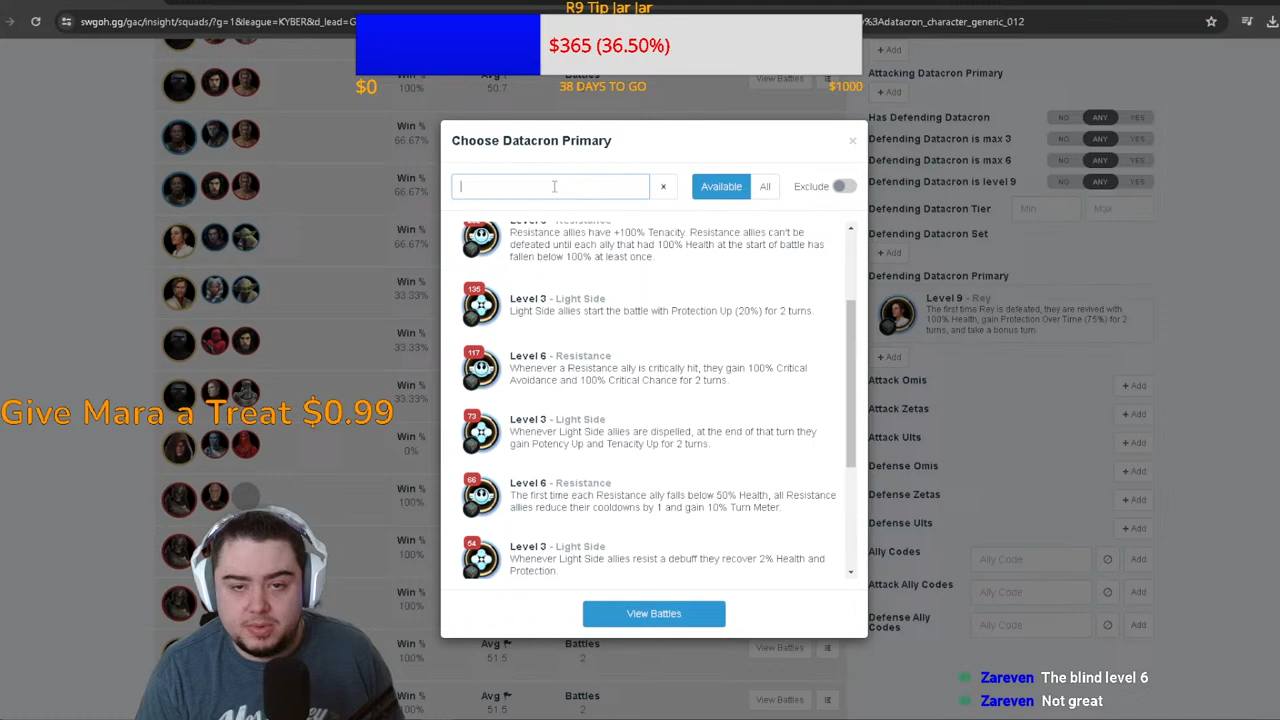 swgoh.gg/gac/insight/squads/?g=18&league=KYBER&d_lead=G
%3Adatacron_character_generic_012
R9 Tip Jar Jar
$365 (36.50%)
$0
38 DAYS TO GO
$1000
Win %
100%
50.7
View Battles
Win %
66.67%
Win %
66.67%
Win %
66.67%
Win %
33.33%
Win %
33.33%
Win %
33.33%
Win %
0%
Win %
100%
Win %
100%
Win %
100%
Win %
100%
Avg
51.5
Battles
2
View Battles
Win %
100%
Avg
51.5
Battles
2
View Battles
Give Mara a Treat $0.99
Choose Datacron Primary
×
x
Available
All
Exclude
Level 6 - Resistance
Resistance allies have +100% Tenacity. Resistance allies can't be
defeated until each ally that had 100% Health at the start of battle has
fallen below 100% at least once.
135
Level 3 - Light Side
Light Side allies start the battle with Protection Up (20%) for 2 turns.
117
Level 6 - Resistance
Whenever a Resistance ally is critically hit, they gain 100% Critical
Avoidance and 100% Critical Chance for 2 turns.
73
Level 3 - Light Side
Whenever Light Side allies are dispelled, at the end of that turn they
gain Potency Up and Tenacity Up for 2 turns.
66
Level 6 - Resistance
The first time each Resistance ally falls below 50% Health, all Resistance
allies reduce their cooldowns by 1 and gain 10% Turn Meter.
64
Level 3 - Light Side
Whenever Light Side allies resist a debuff they recover 2% Health and
Protection.
View Battles
+ Add
Attacking Datacron Primary
+ Add
Has Defending Datacron
NO ANY YES
Defending Datacron is max 3
NO ANY YES
Defending Datacron is max 6
NO ANY YES
Defending Datacron is level 9
NO ANY YES
Defending Datacron Tier
Min
Max
Defending Datacron Set
+ Add
Defending Datacron Primary
Level 9 - Rey
The first time Rey is defeated, they are revived with
100% Health, gain Protection Over Time (75%) for 2
turns, and take a bonus turn.
+ Add
Attack Omis
+ Add
Attack Zetas
+ Add
Attack Ults
+ Add
Defense Omis
+ Add
Defense Zetas
+ Add
Defense Ults
+ Add
Ally Codes
Ally Code
Add
Attack Ally Codes
Ally Code
Add
Defense Ally
Codes
Ally Code
Add
Zareven The blind level 6
Zareven Not great